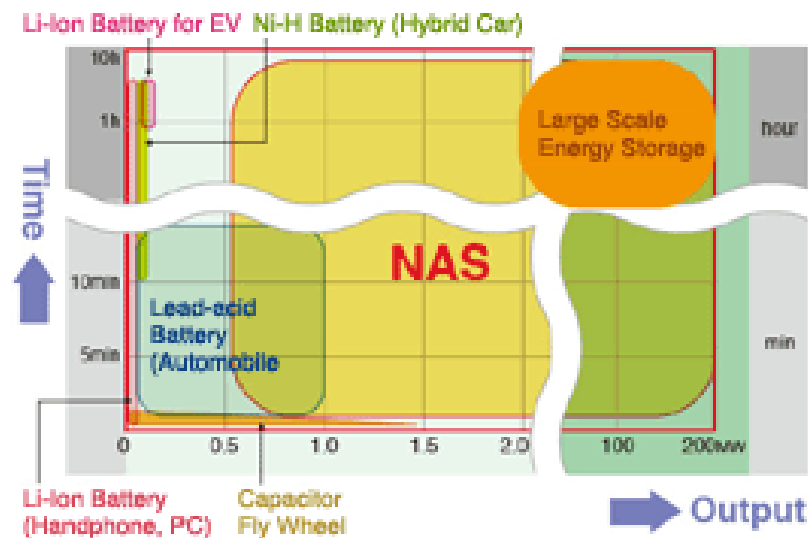 Li-Ion Battery for EV Ni-H Battery (Hybrid Car)
10h
1h
Large Scale
Energy Storage
hour
Time
NAS
10min
Lead-acid
Battery
(Automobile
5min
min
0 0.5 1.0 1.5 2.0 100 200MW
Li-Ion Battery
(Handphone, PC)
Capacitor
Fly Wheel
Output